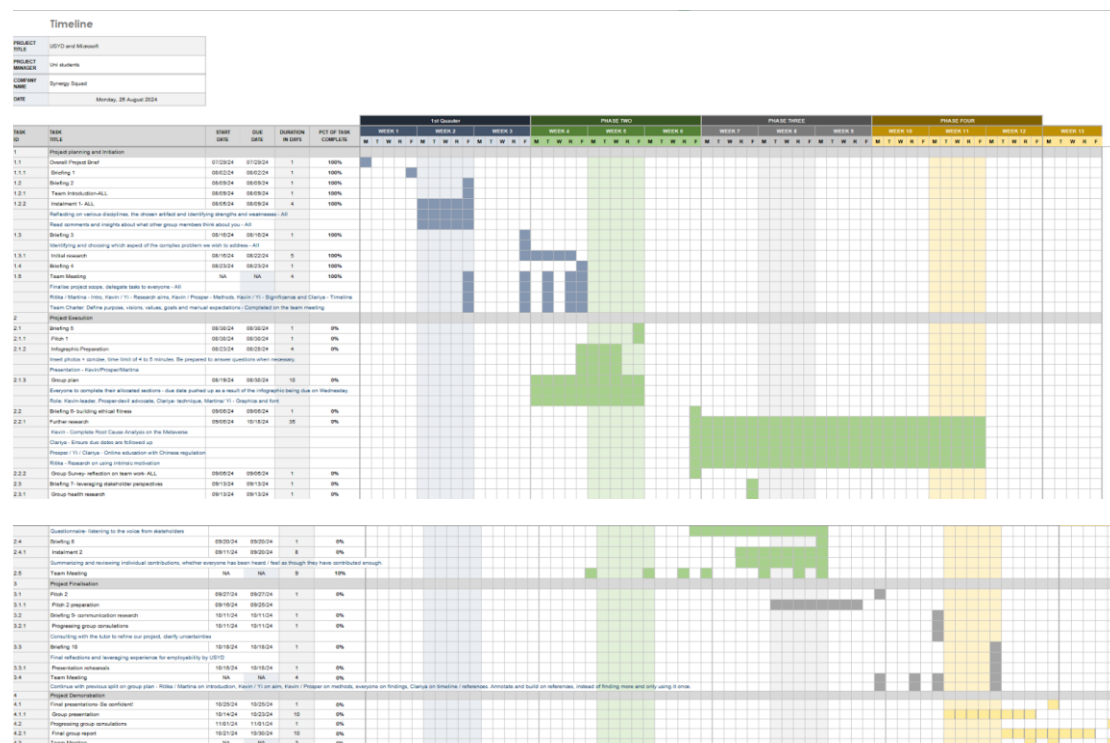 Timeline
PROJECT TITLE USYD and Microsoft
PROJECT MANAGER Uni students
COMPANY NAME Synergy Squad
DATE Monday, 26 August 2024
1st Quarter PHASE TWO PHASE THREE PHASE FOUR
TASK ID TASK TITLE START DATE DUE DATE DURATION IN DAYS PCT OF TASK COMPLETE WEEK 1 WEEK 2 WEEK 3 WEEK 4 WEEK 5 WEEK 6 WEEK 7 WEEK 8 WEEK 9 WEEK 10 WEEK 11 WEEK 12 WEEK 13
M T W R F M T W R F M T W R F M T W R F M T W R F M T W R F M T W R F M T W R F M T W R F M T W R F M T W R F M T W R F M T W R F
1 Project planning and Initiation
1.1 Overall Project Brief 07/29/24 07/29/24 1 100%
1.1.1 Briefing 1 08/02/24 08/02/24 1 100%
1.2 Briefing 2 08/09/24 08/09/24 1 100%
1.2.1 Team Introduction-ALL 08/09/24 08/09/24 1 100%
1.2.2 Instalment 1- ALL 08/05/24 08/09/24 4 100%
Reflecting on various disciplines, the chosen artifact and identifying strengths and weaknesses - All
Read comments and insights about what other group members think about you - All
1.3 Briefing 3 08/16/24 08/16/24 1 100%
Identifying and choosing which aspect of the complex problem we wish to address - All
1.3.1 Initial research 08/16/24 08/22/24 5 100%
1.4 Briefing 4 08/23/24 08/23/24 1 100%
Team Meeting NA NA 4 100%
Finalise project scope, delegate tasks to everyone - All
Ritika / Martina - Intro, Kevin / Yi - Research aims, Kevin / Prosper - Methods, Kevin / Yi - Significance and Clariya - Timeline
Team Charter: Define purpose, visions, values, goals and manual expectations - Completed on the team meeting
2 Project Execution
2.1 Briefing 5 08/30/24 08/30/24 1 0%
2.1.1 Pitch 1 08/30/24 08/30/24 1 0%
2.1.2 Infographic Preparation 08/23/24 08/28/24 4 0%
Insert photos + concise, time limit of 4 to 5 minutes. Be prepared to answer questions when necessary.
Presentation - Kevin/Prosper/Martina
2.1.3 Group plan 08/19/24 08/30/24 10 0%
Everyone to complete their allocated sections - due date pushed up as a result of the infographic being due on Wednesday.
Role: Kevin-leader, Prosper-devil advocate, Clariya- technique, Martina/ Yi - Graphics and font
2.2 Briefing 6- building ethical fitness 09/06/24 09/06/24 1 0%
2.2.1 Further research 09/06/24 10/18/24 35 0%
Kevin - Complete Root Cause Analysis on the Metaverse
Clariya - Ensure due dates are followed up
Prosper / Yi / Clariya - Online education with Chinese regulation
Ritika - Research on using intrinsic motivation
2.2.2 Group Survey- reflection on team work- ALL 09/06/24 09/06/24 1 0%
2.3 Briefing 7- leveraging stakeholder perspectives 09/13/24 09/13/24 1 0%
2.3.1 Group health research 09/13/24 09/13/24 1 0%
Questionnaire- listening to the voice from stakeholders
2.4 Briefing 8 09/20/24 09/20/24 1 0%
2.4.1 Instalment 2 09/11/24 09/20/24 8 0%
Summarizing and reviewing individual contributions, whether everyone has been heard / feel as though they have contributed enough.
2.5 Team Meeting NA NA 9 10%
3 Project Finalisation
3.1 Pitch 2 09/27/24 09/27/24 1 0%
3.1.1 Pitch 2 preparation 09/16/24 09/25/24
3.2 Briefing 9- communication research 10/11/24 10/11/24 1 0%
3.2.1 Progressing group consulations 10/11/24 10/11/24 1 0%
Consulting with the tutor to refine our project, clarify uncertainties
3.3 Briefing 10 10/18/24 10/18/24 1 0%
Final reflections and leveraging experience for employability by USYD
3.3.1 Presentation rehearsals 10/18/24 10/18/24 1 0%
3.4 Team Meeting NA NA 4 0%
Continue with previous split on group plan - Ritika / Martina on introduction, Kevin / Yi on aim, Kevin / Prosper on methods, everyone on findings, Clariya on timeline / references. Annotate and build on references, instead of finding more and only using it once.
4 Project Demonstration
4.1 Final presentations- Be confident! 10/25/24 10/25/24 1 0%
4.1.1 Group presentation 10/14/24 10/23/24 10 0%
4.2 Progressing group consulations 11/01/24 11/01/24 1 0%
4.2.1 Final group report 10/21/24 10/30/24 10 0%
4.3 Team Meeting NA NA 0%